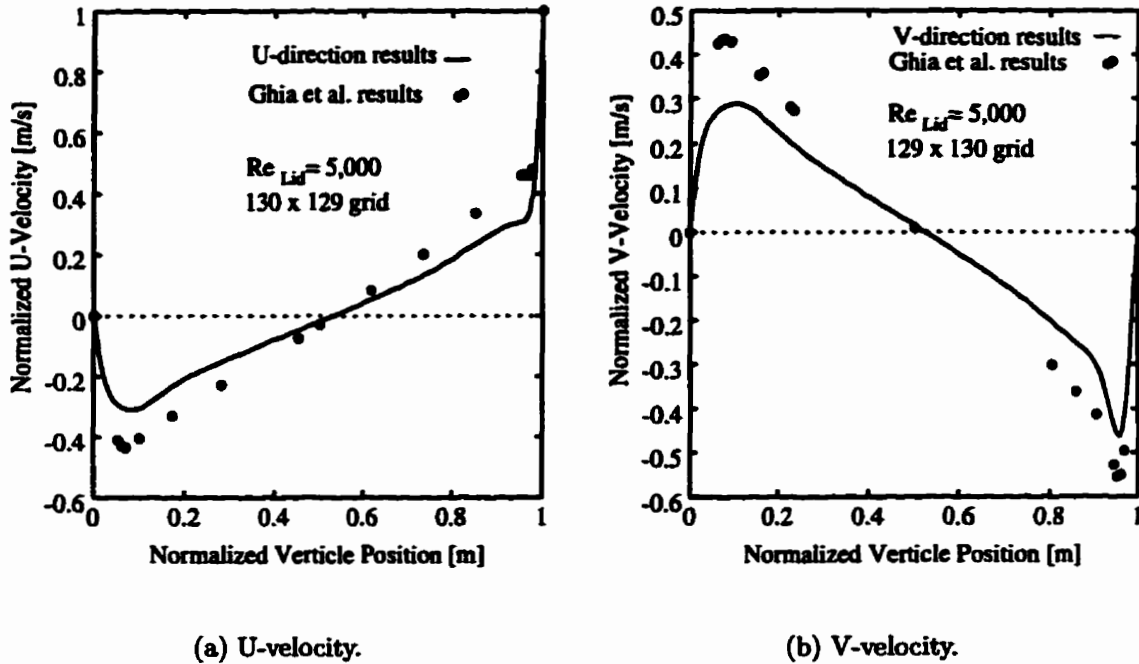 1
0.8
0.6
0.4
0.2
0
-0.2
-0.4
-0.6
0
0.2
0.4
0.6
0.8
1
Normalized U-Velocity [m/s]
Normalized Verticle Position [m]
U-direction results
Ghia et al. results
Re Lid = 5,000
130 x 129 grid
(a) U-velocity.
0.5
0.4
0.3
0.2
0.1
0
-0.1
-0.2
-0.3
-0.4
-0.5
-0.6
0
0.2
0.4
0.6
0.8
1
Normalized V-Velocity [m/s]
Normalized Verticle Position [m]
V-direction results
Ghia et al. results
Re Lid = 5,000
129 x 130 grid
(b) V-velocity.